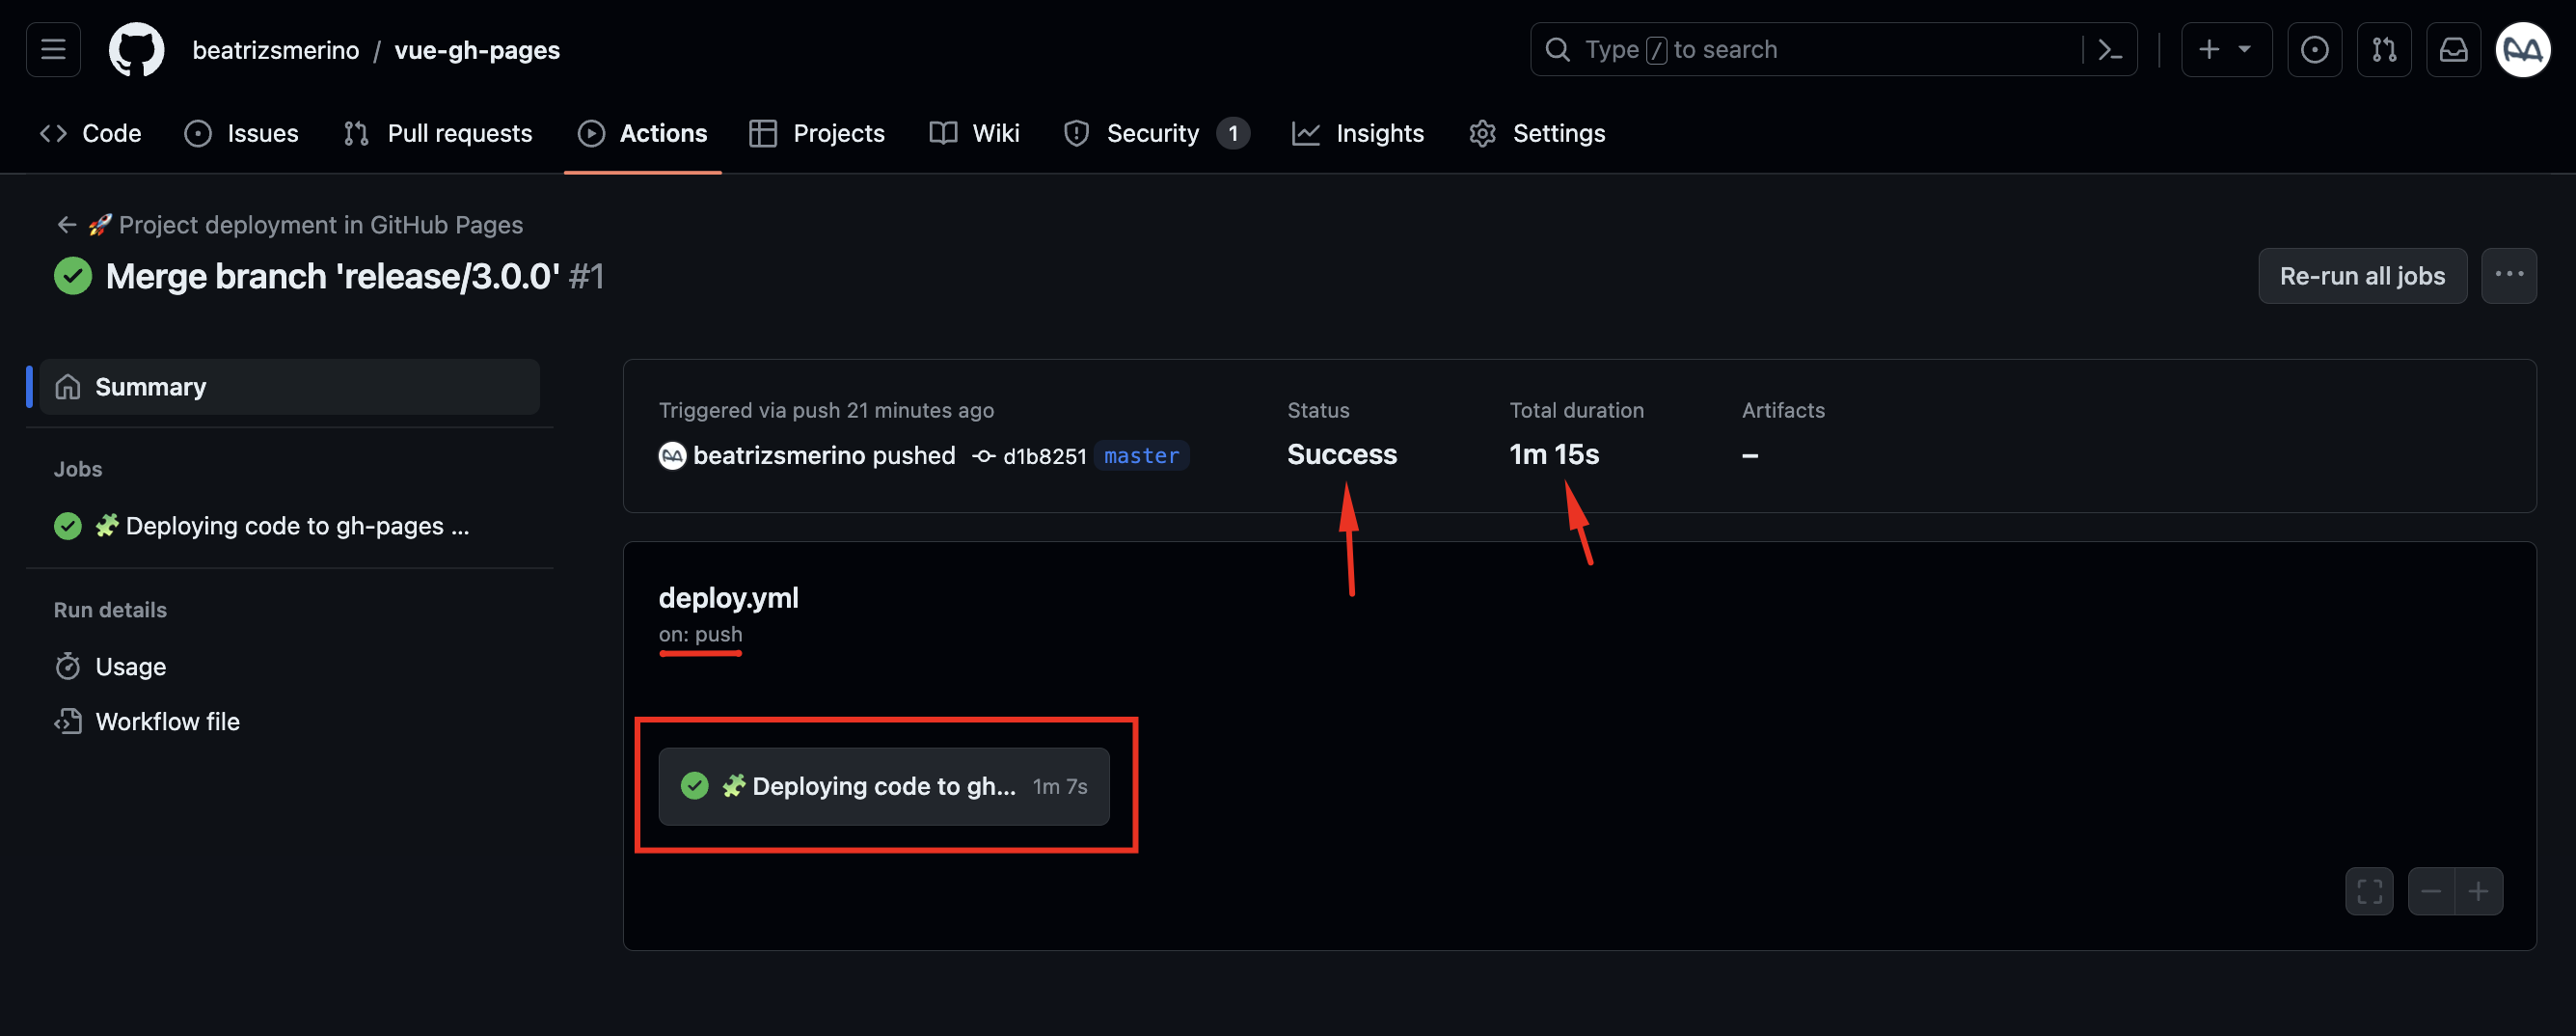 beatrizsmerino / vue-gh-pages
Type / to search
Code
Issues
Pull requests
Actions
Projects
Wiki
Security 1
Insights
Settings
← 🚀 Project deployment in GitHub Pages
Merge branch 'release/3.0.0' #1
Re-run all jobs
Summary
Jobs
🧩 Deploying code to gh-pages ...
Run details
Usage
Workflow file
Triggered via push 21 minutes ago
beatrizsmerino pushed d1b8251 master
Status
Success
Total duration
1m 15s
Artifacts
–
deploy.yml
on: push
🧩 Deploying code to gh... 1m 7s